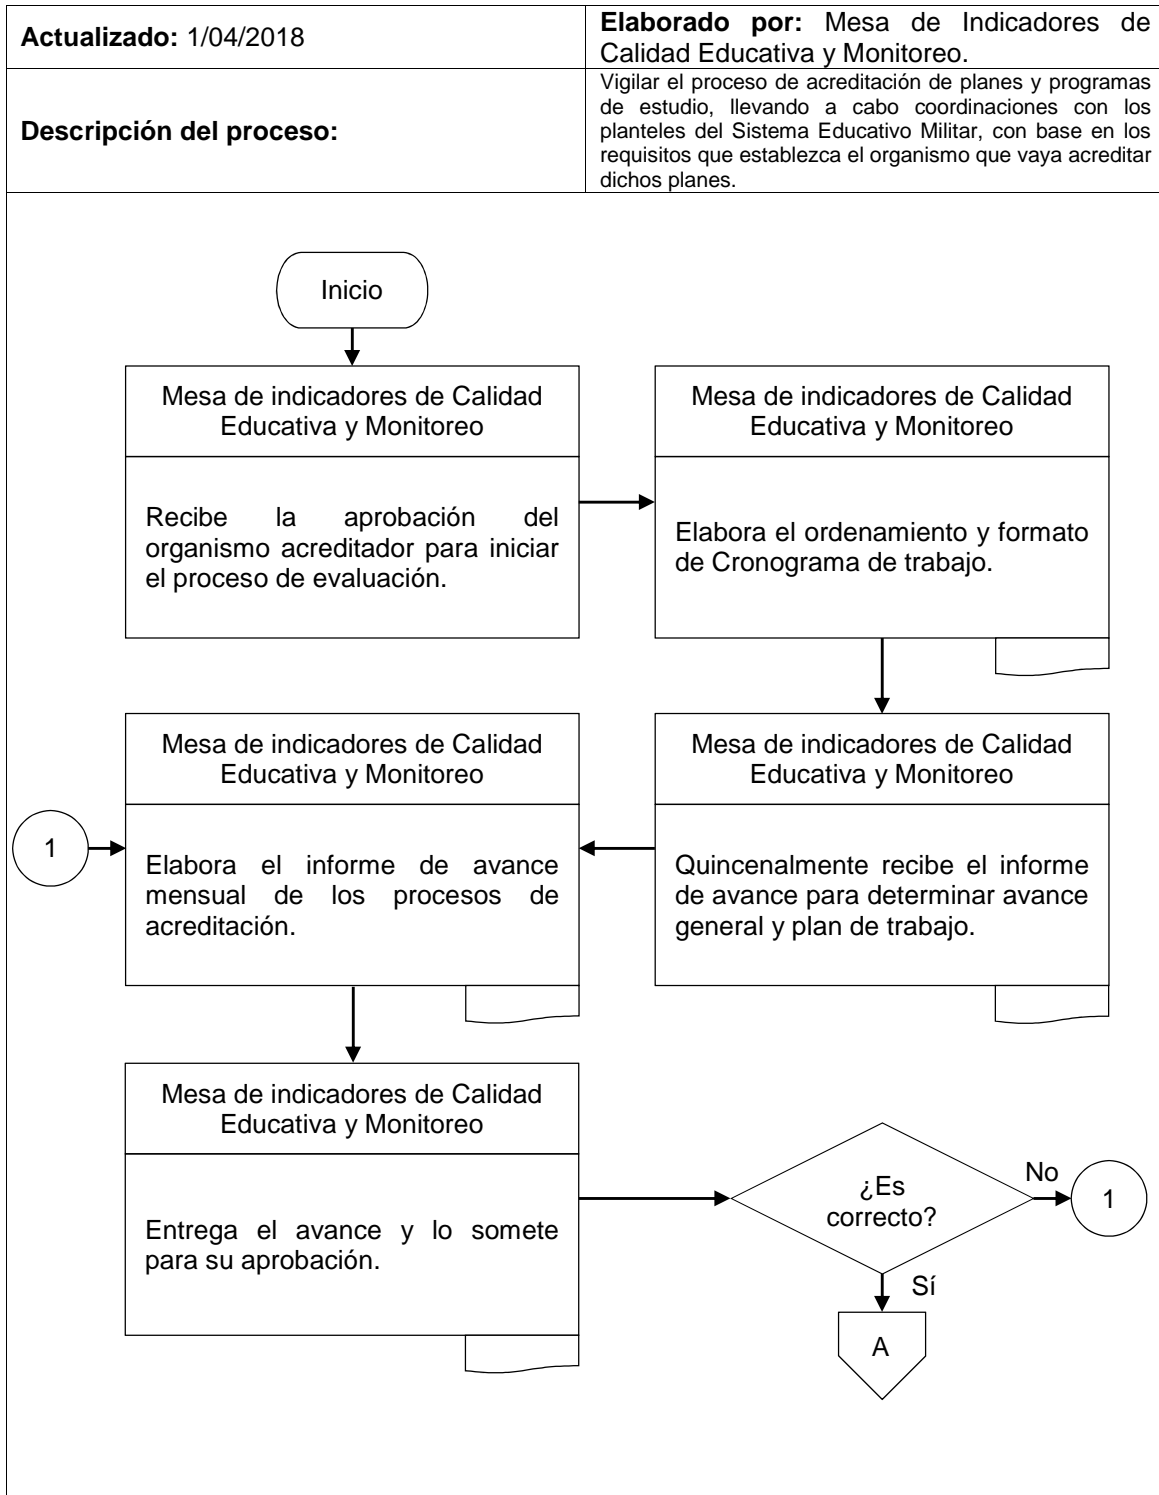 Actualizado: 1/04/2018
Elaborado por: Mesa de Indicadores de
Calidad Educativa y Monitoreo.
Descripción del proceso:
Vigilar el proceso de acreditación de planes y programas
de estudio, llevando a cabo coordinaciones con los
planteles del Sistema Educativo Militar, con base en los
requisitos que establezca el organismo que vaya acreditar
dichos planes.
Inicio
Mesa de indicadores de Calidad
Educativa y Monitoreo
Recibe la aprobación del
organismo acreditador para iniciar
el proceso de evaluación.
Mesa de indicadores de Calidad
Educativa y Monitoreo
Elabora el ordenamiento y formato
de Cronograma de trabajo.
Mesa de indicadores de Calidad
Educativa y Monitoreo
Quincenalmente recibe el informe
de avance para determinar avance
general y plan de trabajo.
1
Mesa de indicadores de Calidad
Educativa y Monitoreo
Elabora el informe de avance
mensual de los procesos de
acreditación.
Mesa de indicadores de Calidad
Educativa y Monitoreo
Entrega el avance y lo somete
para su aprobación.
¿Es
correcto?
No
1
Sí
A